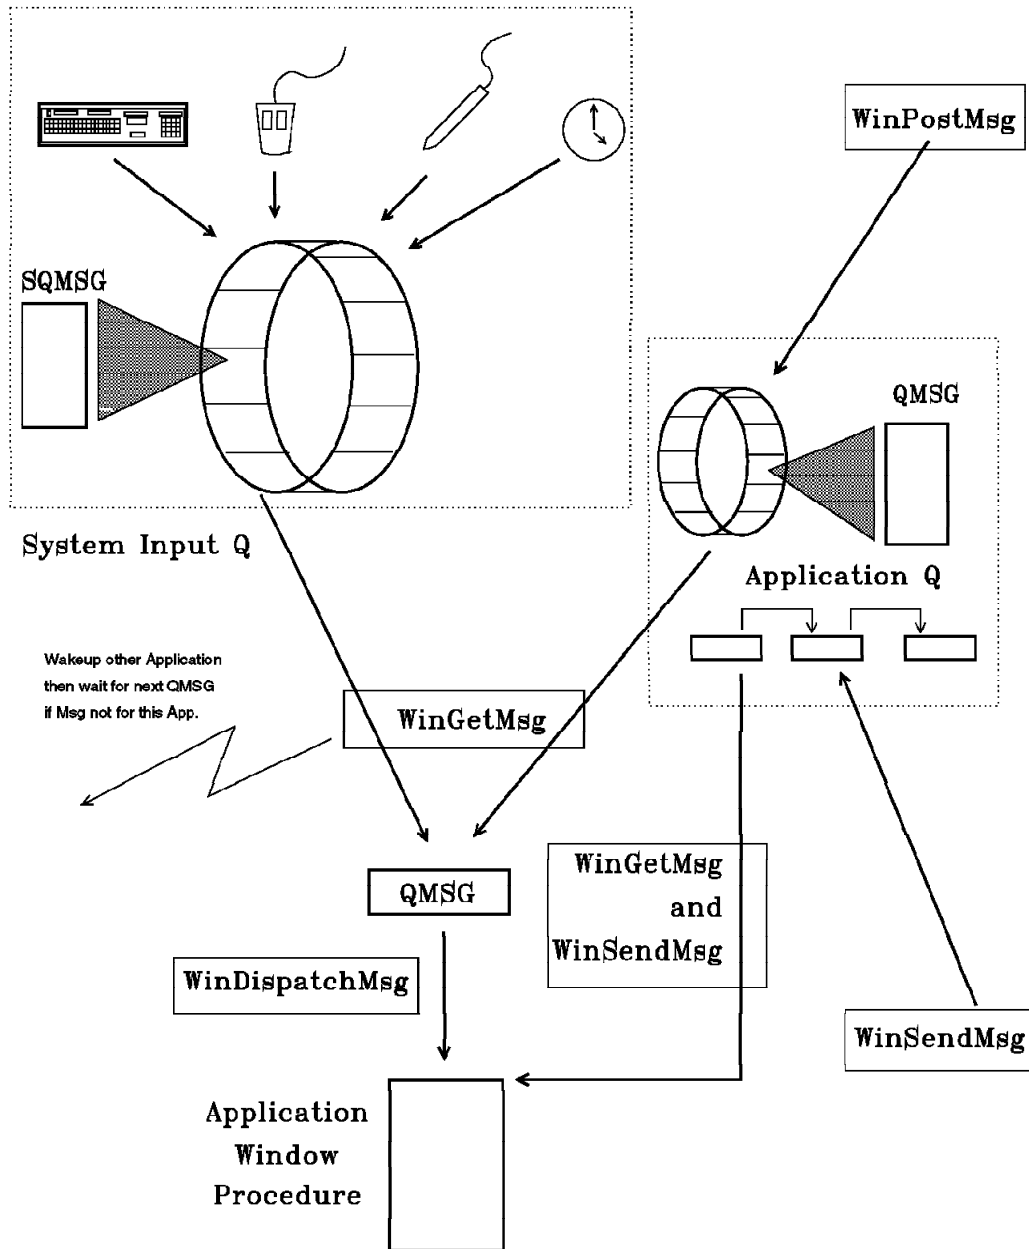 WinPostMsg
SQMSG
QMSG
System Input Q
Application Q
Wakeup other Application
then wait for next QMSG
if Msg not for this App.
WinGetMsg
QMSG
WinGetMsg
and
WinSendMsg
WinDispatchMsg
WinSendMsg
Application
Window
Procedure